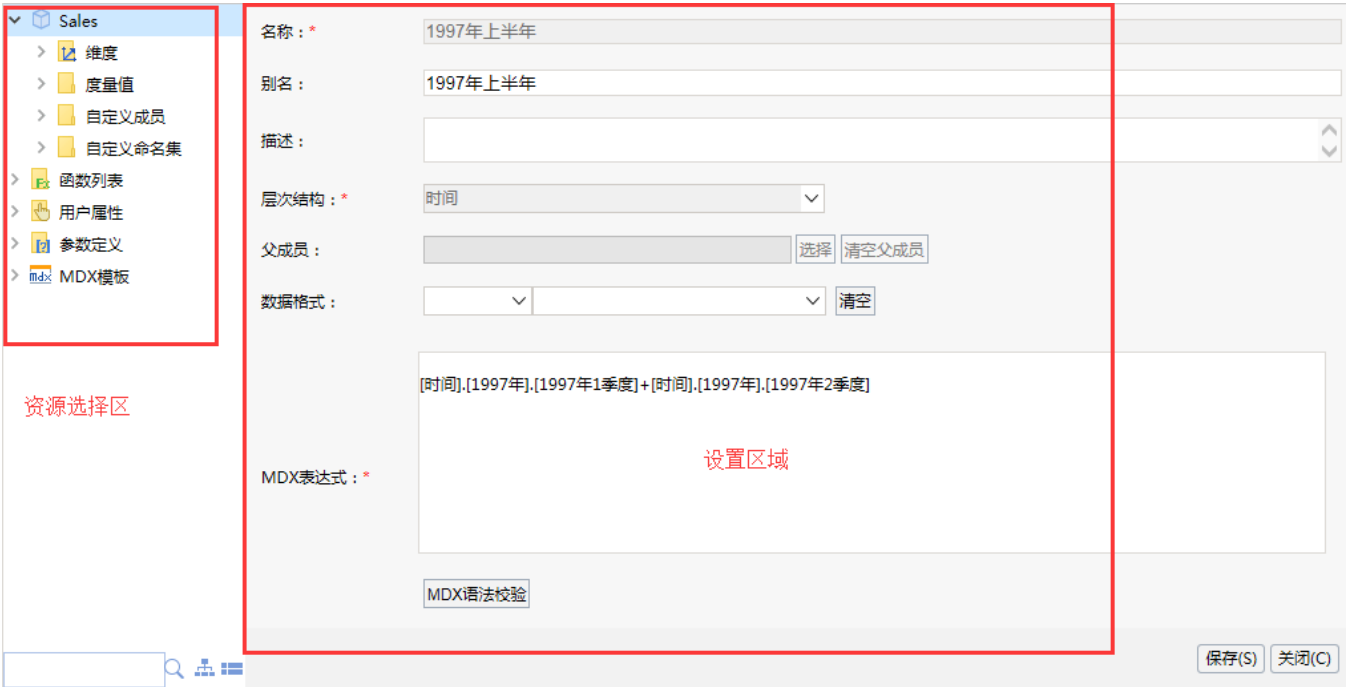 Sales
维度
度量值
自定义成员
自定义命名集
函数列表
用户属性
参数定义
MDX模板
资源选择区
名称：* 1997年上半年
别名： 1997年上半年
描述：
层次结构：* 时间
父成员： 选择 清空父成员
数据格式： 清空
[时间].[1997年].[1997年1季度]+[时间].[1997年].[1997年2季度]
设置区域
MDX表达式：*
MDX语法校验
保存(S) 关闭(C)